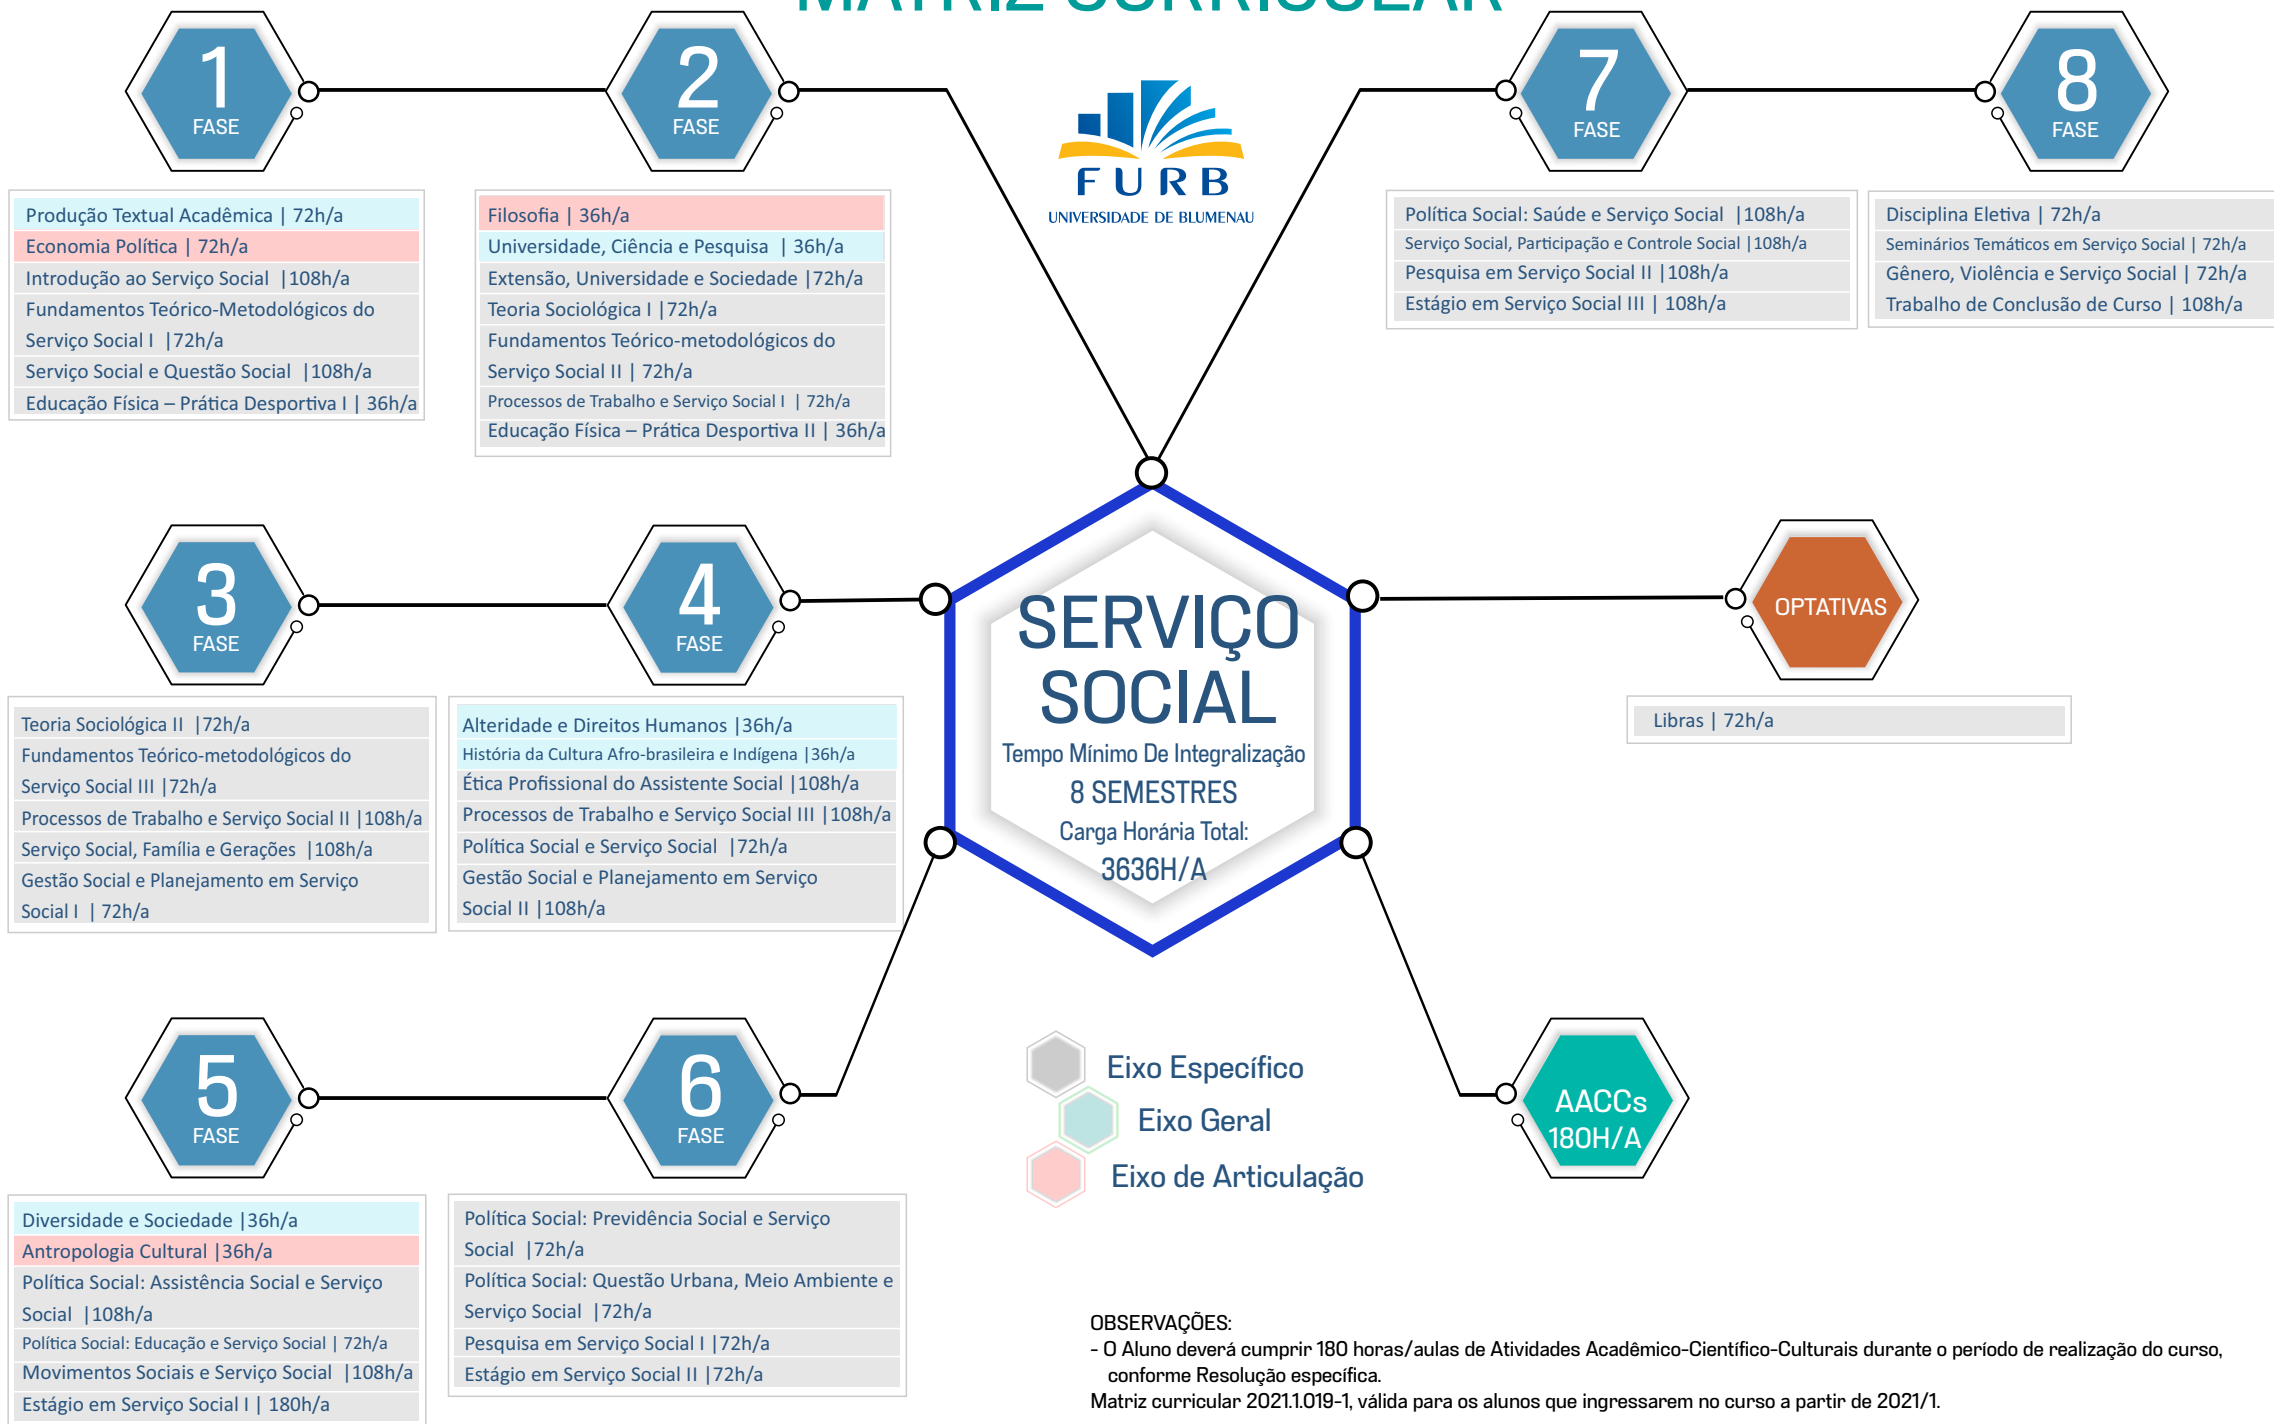 MATRIZ CURRICULAR
1
FASE
Produção Textual Acadêmica | 72h/a
Economia Política | 72h/a
Introdução ao Serviço Social |108h/a
Fundamentos Teórico-Metodológicos do
Serviço Social I |72h/a
Serviço Social e Questão Social |108h/a
Educação Física – Prática Desportiva I | 36h/a
2
FASE
Filosofia | 36h/a
Universidade, Ciência e Pesquisa | 36h/a
Extensão, Universidade e Sociedade |72h/a
Teoria Sociológica I |72h/a
Fundamentos Teórico-metodológicos do
Serviço Social II | 72h/a
Processos de Trabalho e Serviço Social I | 72h/a
Educação Física – Prática Desportiva II | 36h/a
FURB
UNIVERSIDADE DE BLUMENAU
7
FASE
Política Social: Saúde e Serviço Social |108h/a
Serviço Social, Participação e Controle Social |108h/a
Pesquisa em Serviço Social II |108h/a
Estágio em Serviço Social III | 108h/a
8
FASE
Disciplina Eletiva | 72h/a
Seminários Temáticos em Serviço Social | 72h/a
Gênero, Violência e Serviço Social | 72h/a
Trabalho de Conclusão de Curso | 108h/a
3
FASE
Teoria Sociológica II |72h/a
Fundamentos Teórico-metodológicos do
Serviço Social III |72h/a
Processos de Trabalho e Serviço Social II |108h/a
Serviço Social, Família e Gerações |108h/a
Gestão Social e Planejamento em Serviço
Social I | 72h/a
4
FASE
Alteridade e Direitos Humanos |36h/a
História da Cultura Afro-brasileira e Indígena |36h/a
Ética Profissional do Assistente Social |108h/a
Processos de Trabalho e Serviço Social III |108h/a
Política Social e Serviço Social |72h/a
Gestão Social e Planejamento em Serviço
Social II |108h/a
SERVIÇO
SOCIAL
Tempo Mínimo De Integralização
8 SEMESTRES
Carga Horária Total:
3636H/A
OPTATIVAS
Libras | 72h/a
5
FASE
Diversidade e Sociedade |36h/a
Antropologia Cultural |36h/a
Política Social: Assistência Social e Serviço
Social |108h/a
Política Social: Educação e Serviço Social | 72h/a
Movimentos Sociais e Serviço Social |108h/a
Estágio em Serviço Social I | 180h/a
6
FASE
Política Social: Previdência Social e Serviço
Social |72h/a
Política Social: Questão Urbana, Meio Ambiente e
Serviço Social |72h/a
Pesquisa em Serviço Social I |72h/a
Estágio em Serviço Social II |72h/a
Eixo Específico
Eixo Geral
Eixo de Articulação
AACCs
180H/A
OBSERVAÇÕES:
- O Aluno deverá cumprir 180 horas/aulas de Atividades Acadêmico-Científico-Culturais durante o período de realização do curso,
conforme Resolução específica.
Matriz curricular 2021.1.019-1, válida para os alunos que ingressarem no curso a partir de 2021/1.